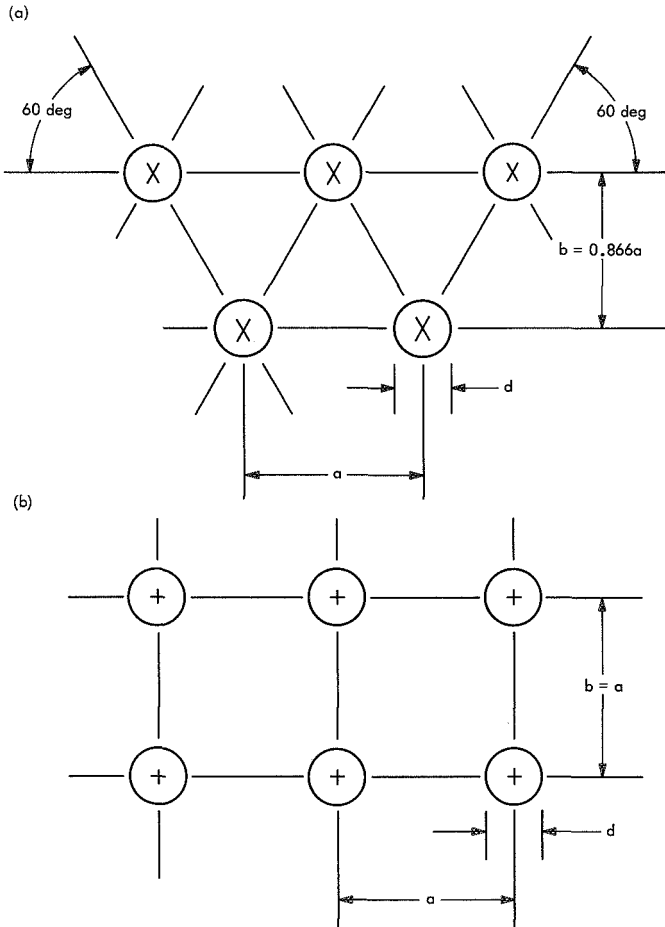 (a)
60 deg
60 deg
X
X
X
b = 0.866a
X
X
d
a
(b)
+
+
+
b = a
+
+
+
d
a